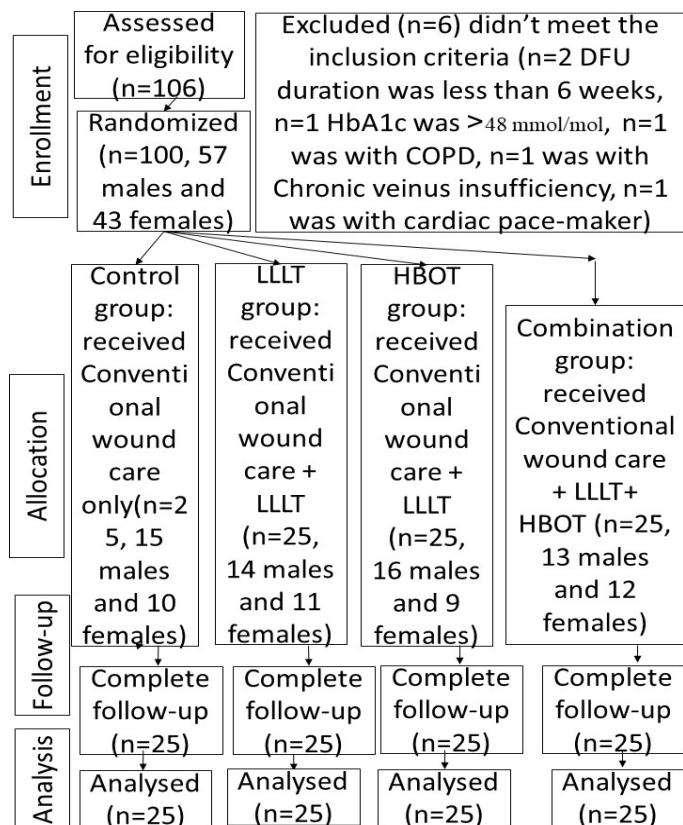 Enrollment
Assessed
for eligibility
(n=106)
Excluded (n=6) didn’t meet the
inclusion criteria (n=2 DFU
duration was less than 6 weeks,
n=1 HbA1c was >48 mmol/mol, n=1
was with COPD, n=1 was with
Chronic veinus insufficiency, n=1
was with cardiac pace-maker)
Randomized
(n=100, 57
males and
43 females)
Allocation
Control
group:
received
Conventi
onal
wound
care
only(n=2
5, 15
males
and 10
females)
LLLT
group:
received
Conventi
onal
wound
care +
LLLT
(n=25,
14 males
and 11
females)
HBOT
group:
received
Conventi
onal
wound
care +
LLLT
(n=25,
16 males
and 9
females)
Combination
group:
received
Conventional
wound care
+ LLLT+
HBOT (n=25,
13 males
and 12
females)
Follow-up
Complete
follow-up
(n=25)
Complete
follow-up
(n=25)
Complete
follow-up
(n=25)
Complete
follow-up
(n=25)
Analysis
Analysed
(n=25)
Analysed
(n=25)
Analysed
(n=25)
Analysed
(n=25)